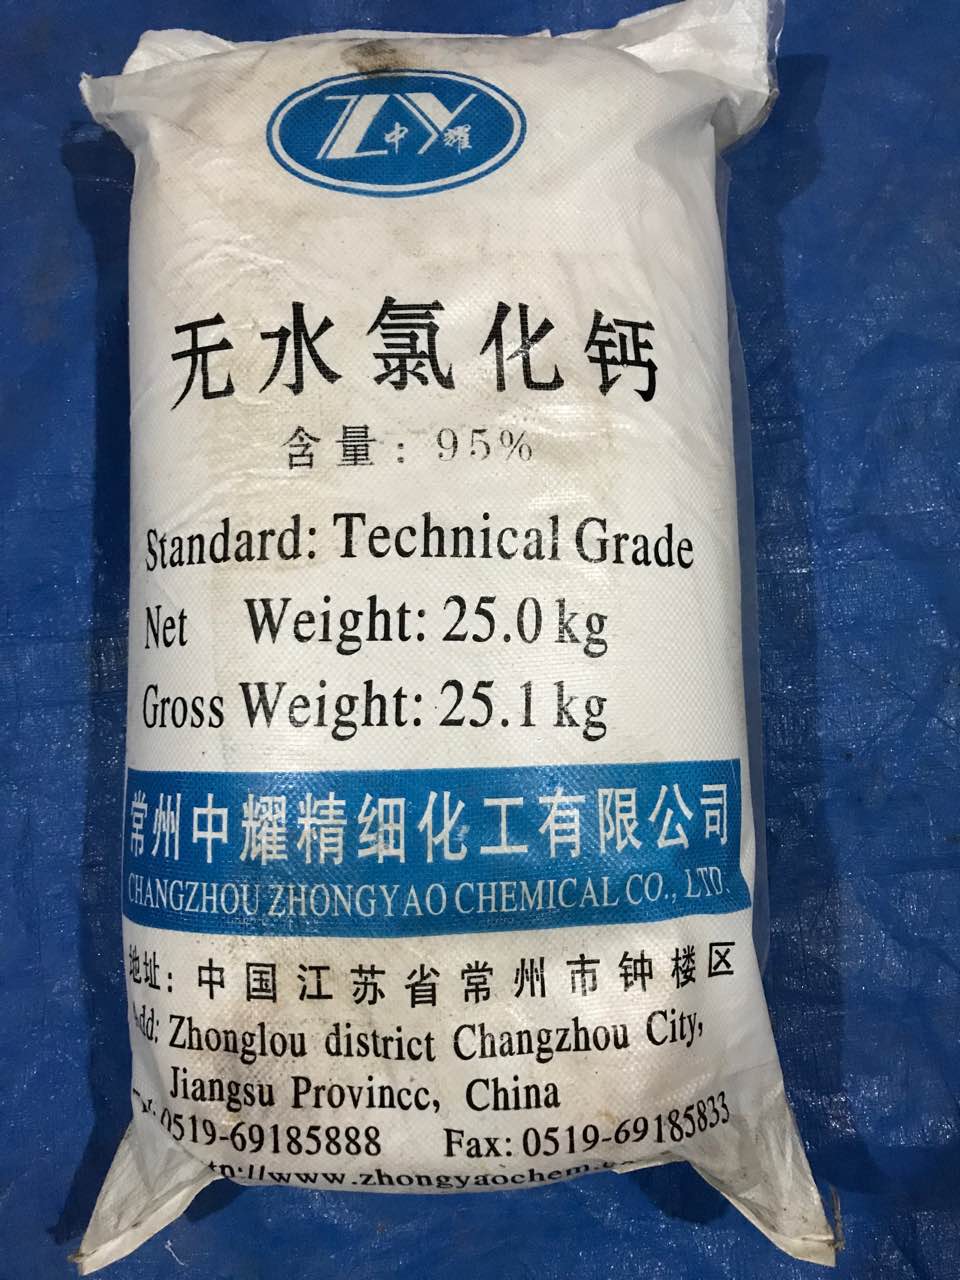 ZY
中耀
无水氯化钙
含量: 95%
Standard: Technical Grade
Net Weight: 25.0 kg
Gross Weight: 25.1 kg
常州中耀精细化工有限公司
CHANGZHOU ZHONGYAO CHEMICAL CO., LTD.
地址: 中国江苏省常州市钟楼区
Add: Zhonglou district Changzhou City,
Jiangsu Provincc, China
0519-69185888 Fax: 0519-69185833
www.zhongyaochem.